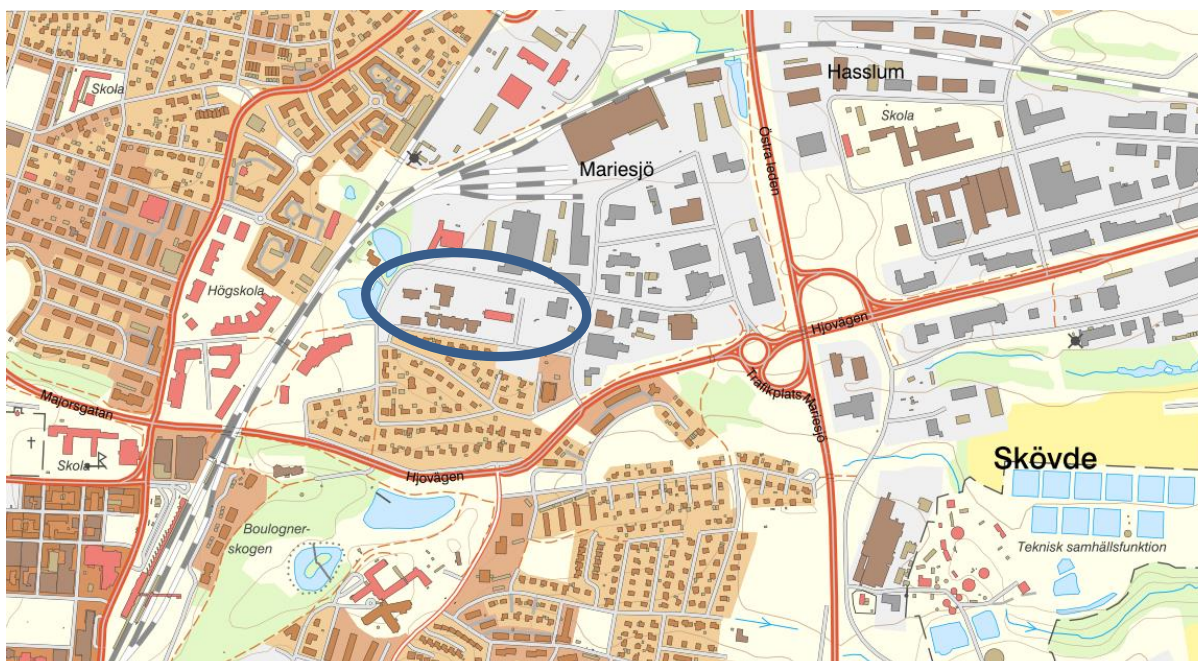 Skola
Hasslum
Skola
Östra leden
Mariesjö
Högskola
Hjovägen
Trafikplats Mariesjö
Majorsgatan
Skola
Hjovägen
Skövde
Boulogner-
skogen
Teknisk samhällsfunktion